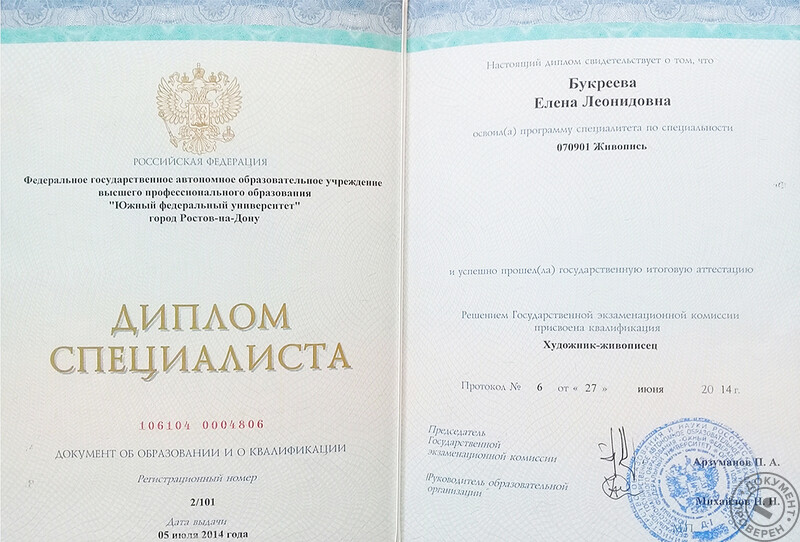 РОССИЙСКАЯ ФЕДЕРАЦИЯ
Федеральное государственное автономное образовательное учреждение
высшего профессионального образования
"Южный федеральный университет"
город Ростов-на-Дону
ДИПЛОМ
СПЕЦИАЛИСТА
106104 0004806
ДОКУМЕНТ ОБ ОБРАЗОВАНИИ И О КВАЛИФИКАЦИИ
Регистрационный номер
2/101
Дата выдачи
05 июля 2014 года
Настоящий диплом свидетельствует о том, что
Букреева
Елена Леонидовна
освоил(а) программу специалитета по специальности
070901 Живопись
и успешно прошел(ла) государственную итоговую аттестацию
Решением Государственной экзаменационной комиссии
присвоена квалификация
Художник-живописец
Протокол № 6 от « 27 » июня 2014 г.
Председатель
Государственной
экзаменационной комиссии
Арзуманов П. А.
Руководитель образовательной
организации
Михайлов Н. Н.
МП
ДОКУМЕНТ
ПРОВЕРЕН